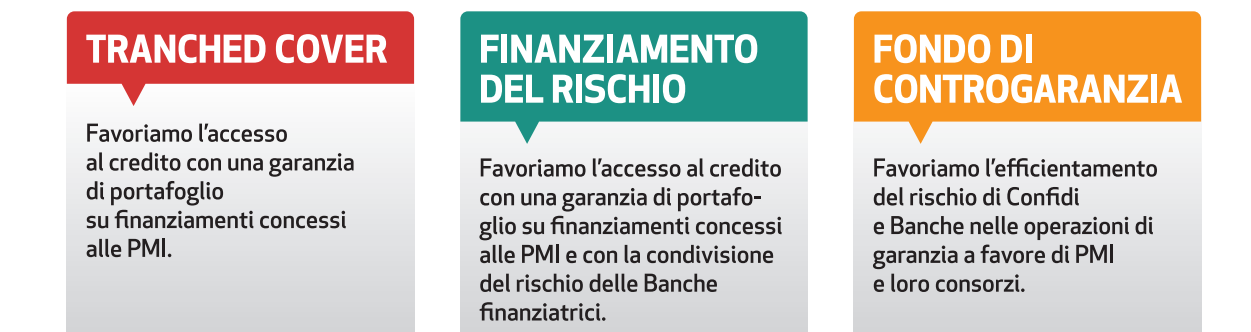 TRANCHED COVER
Favoriamo l'accesso
al credito con una garanzia
di portafoglio
su finanziamenti concessi
alle PMI.
FINANZIAMENTO
DEL RISCHIO
Favoriamo l'accesso al credito
con una garanzia di portafo-
glio su finanziamenti concessi
alle PMI e con la condivisione
del rischio delle Banche
finanziatrici.
FONDO DI
CONTROGARANZIA
Favoriamo l'efficientamento
del rischio di Confidi
e Banche nelle operazioni di
garanzia a favore di PMI
e loro consorzi.